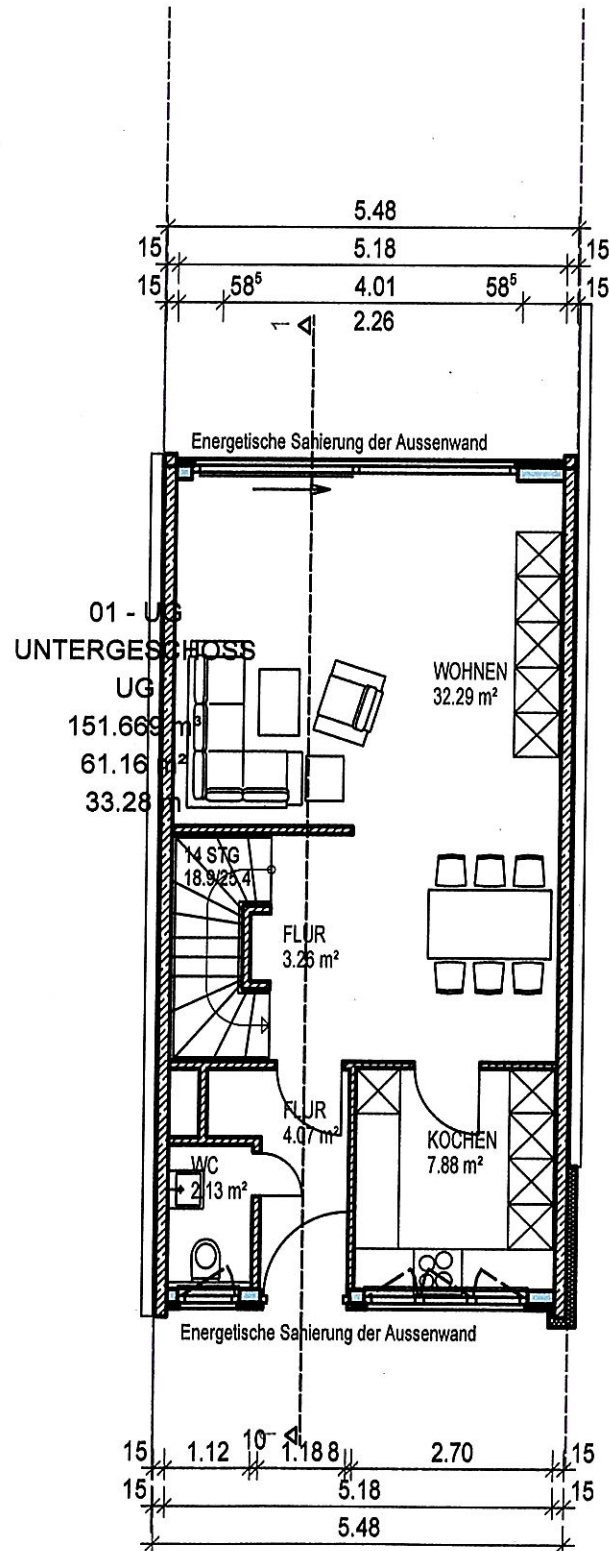 5.48
15 5.18 15
15 58⁵ 4.01 58⁵ 15
2.26
1
Energetische Sanierung der Aussenwand
01 - UG
UNTERGESCHOSS
UG
151.669 m³
61.16 m²
33.28 m
WOHNEN
32.29 m²
14 STG
18.9/25.4
FLUR
3.26 m²
FLUR
4.07 m²
KOCHEN
7.88 m²
WC
2.13 m²
Energetische Sanierung der Aussenwand
1
15 1.12 10 1.18 8 2.70 15
15 5.18 15
5.48